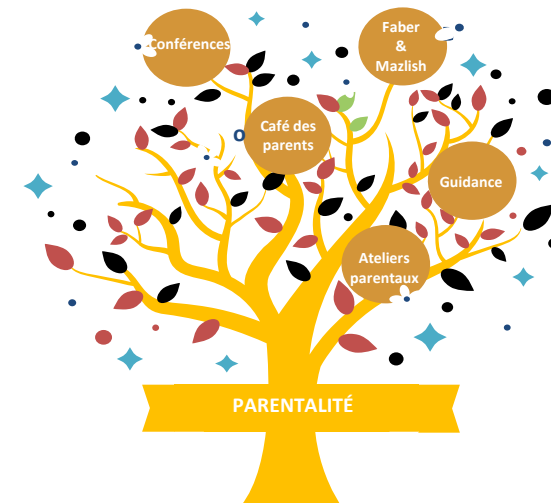 Conférences
Faber
&
Mazlish
Café des
parents
Guidance
Ateliers
parentaux
PARENTALITÉ